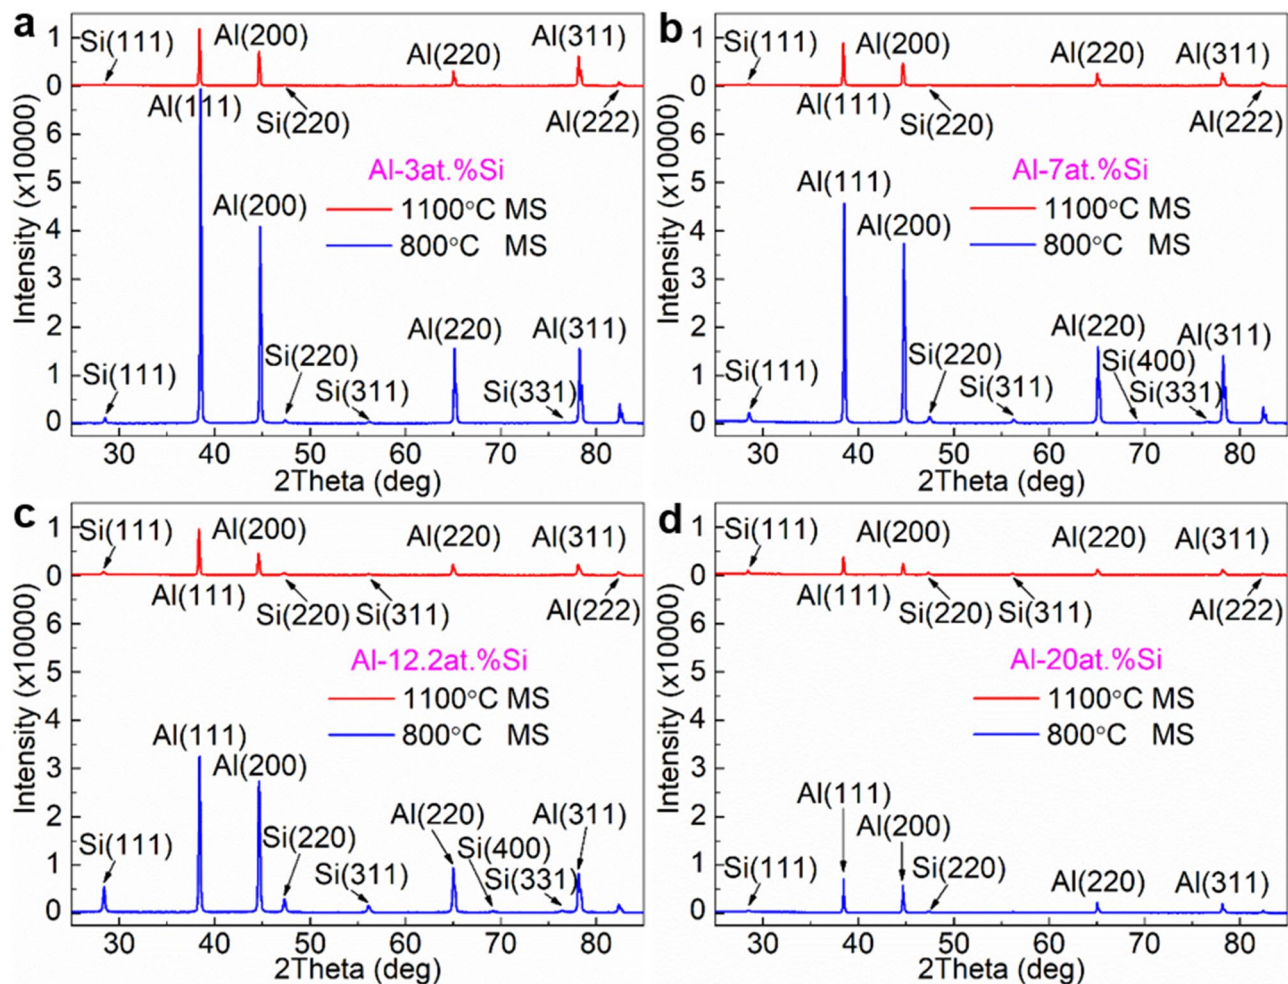 a
Si(111)
Al(200)
Al(220)
Al(311)
1
0
Al(111)
Si(220)
Al(222)
Al-3at.%Si
1100°C MS
800°C MS
6
5
4
3
2
1
0
Al(200)
Si(111)
Si(220)
Si(311)
Al(220)
Si(331)
Al(311)
Intensity (x10000)
30 40 50 60 70 80
2Theta (deg)
b
Si(111)
Al(200)
Al(220)
Al(311)
1
0
Al(111)
Si(220)
Al(222)
Al-7at.%Si
1100°C MS
800°C MS
6
5
4
3
2
1
0
Al(111)
Al(200)
Si(111)
Si(220)
Si(311)
Al(220)
Si(400)
Si(331)
Al(311)
Intensity (x10000)
30 40 50 60 70 80
2Theta (deg)
c
Si(111)
Al(200)
Al(220)
Al(311)
1
0
Al(111)
Si(220)
Si(311)
Al(222)
Al-12.2at.%Si
1100°C MS
800°C MS
6
5
4
3
2
1
0
Al(111)
Al(200)
Si(111)
Si(220)
Si(311)
Al(220)
Si(400)
Si(331)
Al(311)
Intensity (x10000)
30 40 50 60 70 80
2Theta (deg)
d
Si(111)
Al(200)
Al(220)
Al(311)
1
0
Al(111)
Si(220)
Si(311)
Al(222)
Al-20at.%Si
1100°C MS
800°C MS
6
5
4
3
2
1
0
Al(111)
Al(200)
Si(111)
Si(220)
Al(220)
Al(311)
Intensity (x10000)
30 40 50 60 70 80
2Theta (deg)